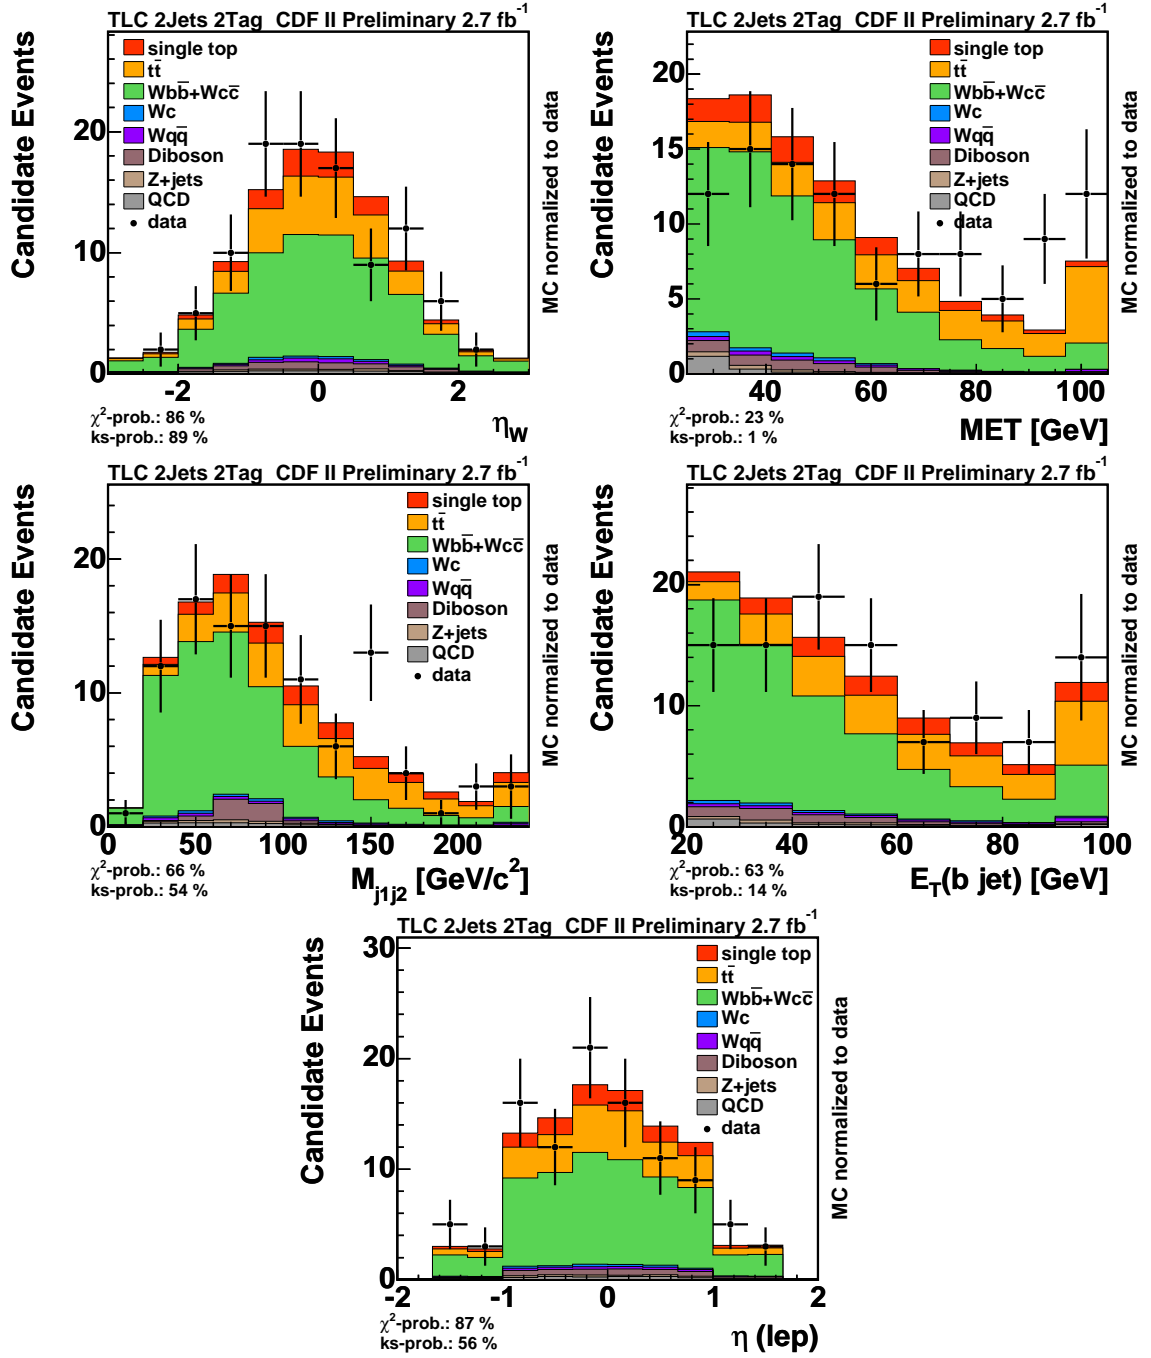 TLC 2Jets 2Tag CDF II Preliminary 2.7 fb⁻¹
Candidate Events
single top
tt̄
Wbb̄+Wcc̄
Wc
Wqq̄
Diboson
Z+jets
QCD
data
MC normalized to data
20
10
0
-2 0 2
χ²-prob.: 86 %
ks-prob.: 89 %
η_W
TLC 2Jets 2Tag CDF II Preliminary 2.7 fb⁻¹
Candidate Events
single top
tt̄
Wbb̄+Wcc̄
Wc
Wqq̄
Diboson
Z+jets
QCD
data
MC normalized to data
20
15
10
5
0
40 60 80 100
χ²-prob.: 23 %
ks-prob.: 1 %
MET [GeV]
TLC 2Jets 2Tag CDF II Preliminary 2.7 fb⁻¹
Candidate Events
single top
tt̄
Wbb̄+Wcc̄
Wc
Wqq̄
Diboson
Z+jets
QCD
data
MC normalized to data
20
10
0
0 50 100 150 200
χ²-prob.: 66 %
ks-prob.: 54 %
M_j1j2 [GeV/c²]
TLC 2Jets 2Tag CDF II Preliminary 2.7 fb⁻¹
Candidate Events
MC normalized to data
20
10
0
20 40 60 80 100
χ²-prob.: 63 %
ks-prob.: 14 %
E_T(b jet) [GeV]
TLC 2Jets 2Tag CDF II Preliminary 2.7 fb⁻¹
Candidate Events
single top
tt̄
Wbb̄+Wcc̄
Wc
Wqq̄
Diboson
Z+jets
QCD
data
MC normalized to data
30
20
10
0
-2 -1 0 1 2
χ²-prob.: 87 %
ks-prob.: 56 %
η (lep)